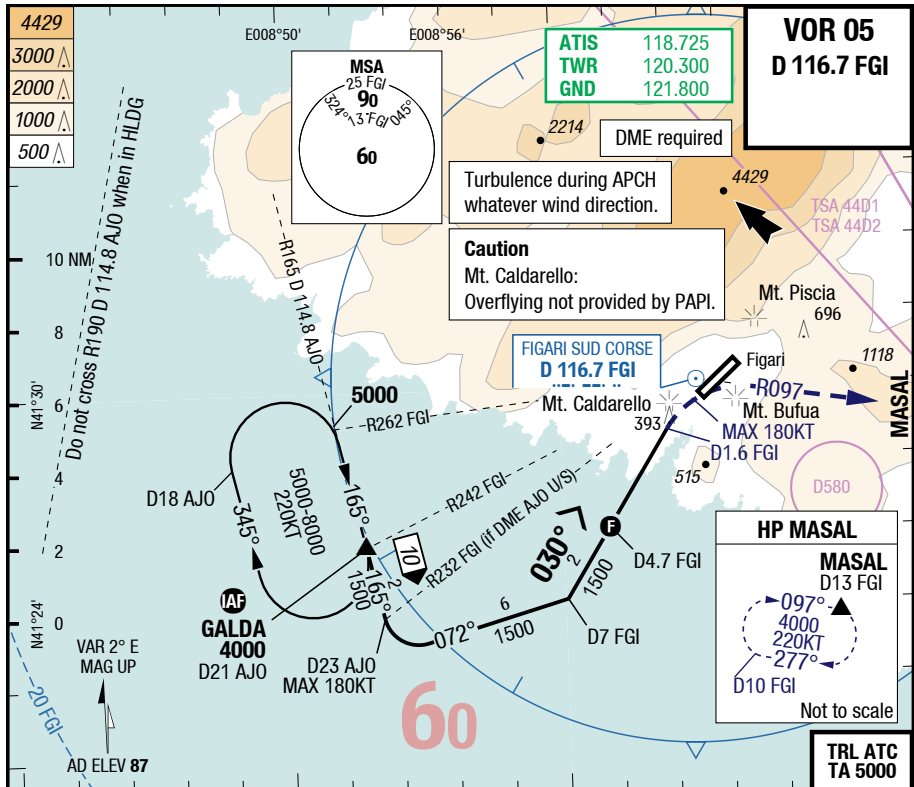 4429
3000
2000
1000
500
E008°50'
E008°56'
MSA
25 FGI
90
324° 13 FGI 045°
60
ATIS 118.725
TWR 120.300
GND 121.800
VOR 05
D 116.7 FGI
2214
DME required
4429
Turbulence during APCH
whatever wind direction.
TSA 44D1
TSA 44D2
Caution
Mt. Caldarello:
Overflying not provided by PAPI.
Do not cross R190 D 114.8 AJO when in HLDG
R165 D 114.8 AJO
10 NM
8
6
4
2
0
N41°30'
N41°24'
Mt. Piscia
696
FIGARI SUD CORSE
D 116.7 FGI
Figari
1118
R097
MASAL
5000
R262 FGI
Mt. Caldarello
393
Mt. Bufua
MAX 180KT
D1.6 FGI
515
D580
D18 AJO
345°
5000-8000
220KT
165°
R242 FGI
R232 FGI (if DME AJO U/S)
10
030°
2
1500
F
D4.7 FGI
IAF
GALDA
4000
D21 AJO
165°
2
1500
D23 AJO
MAX 180KT
072°
6
1500
D7 FGI
HP MASAL
MASAL
D13 FGI
097°
4000
220KT
277°
D10 FGI
Not to scale
VAR 2° E
MAG UP
20 FGI
AD ELEV 87
60
TRL ATC
TA 5000